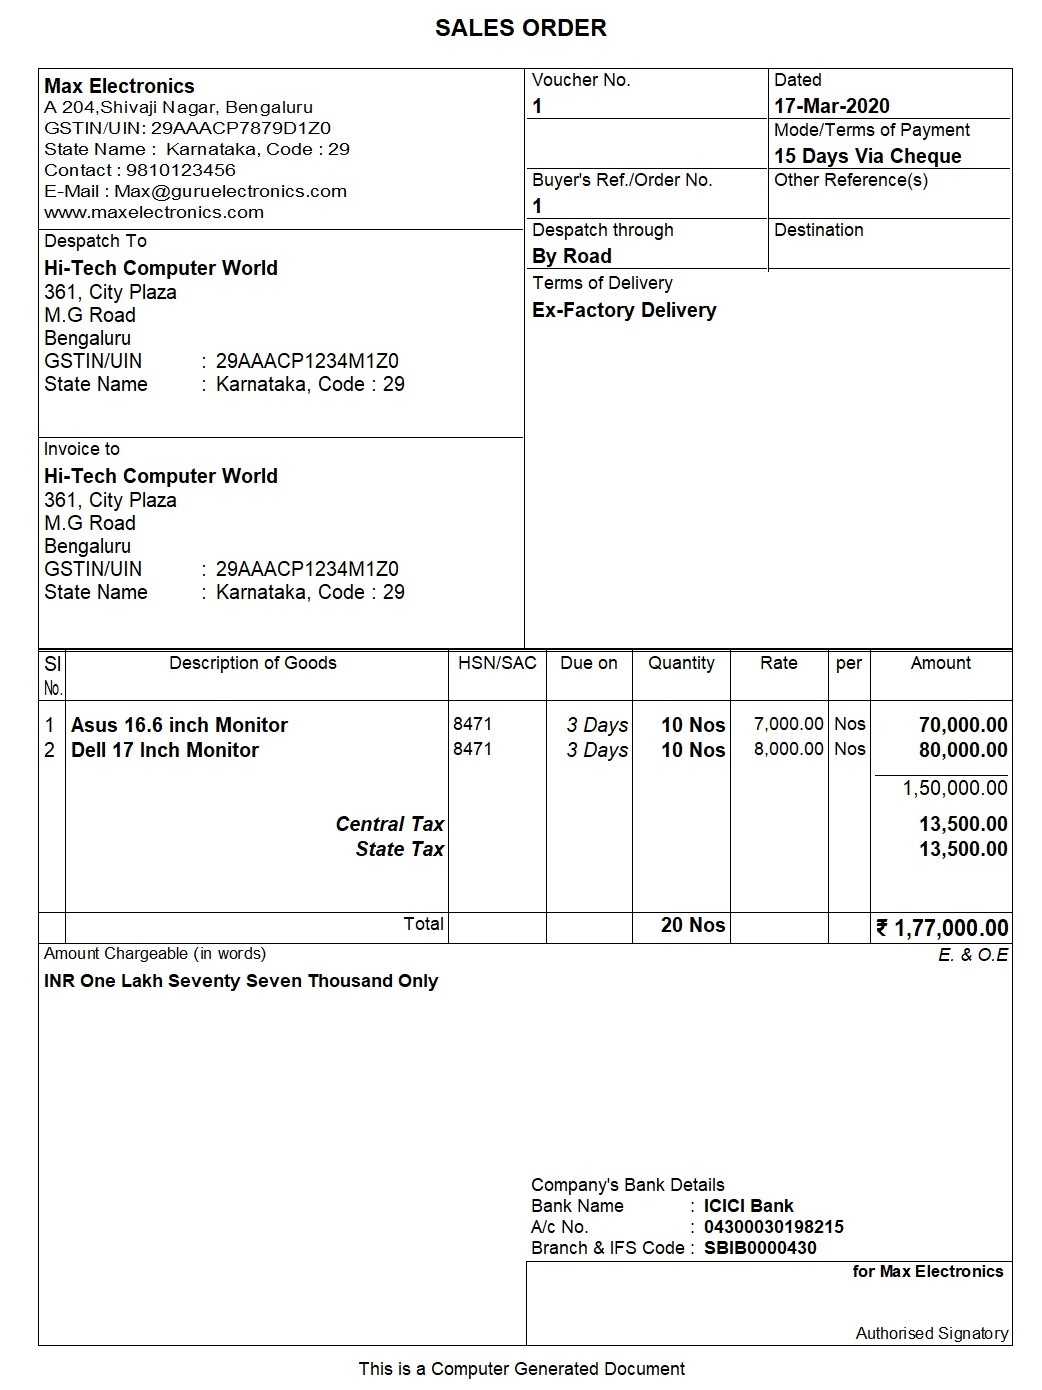 SALES ORDER
Max Electronics
A 204,Shivaji Nagar, Bengaluru
GSTIN/UIN: 29AAACP7879D1Z0
State Name : Karnataka, Code : 29
Contact : 9810123456
E-Mail : Max@guruelectronics.com
www.maxelectronics.com
Voucher No.
1
Dated
17-Mar-2020
Mode/Terms of Payment
15 Days Via Cheque
Buyer's Ref./Order No.
1
Other Reference(s)
Despatch through
By Road
Destination
Terms of Delivery
Ex-Factory Delivery
Despatch To
Hi-Tech Computer World
361, City Plaza
M.G Road
Bengaluru
GSTIN/UIN : 29AAACP1234M1Z0
State Name : Karnataka, Code : 29
Invoice to
Hi-Tech Computer World
361, City Plaza
M.G Road
Bengaluru
GSTIN/UIN : 29AAACP1234M1Z0
State Name : Karnataka, Code : 29
Sl Description of Goods HSN/SAC Due on Quantity Rate per Amount
No.
1 Asus 16.6 inch Monitor 8471 3 Days 10 Nos 7,000.00 Nos 70,000.00
2 Dell 17 Inch Monitor 8471 3 Days 10 Nos 8,000.00 Nos 80,000.00
1,50,000.00
Central Tax 13,500.00
State Tax 13,500.00
Total 20 Nos ₹ 1,77,000.00
Amount Chargeable (in words) E. & O.E
INR One Lakh Seventy Seven Thousand Only
Company's Bank Details
Bank Name : ICICI Bank
A/c No. : 04300030198215
Branch & IFS Code : SBIB0000430
for Max Electronics
Authorised Signatory
This is a Computer Generated Document